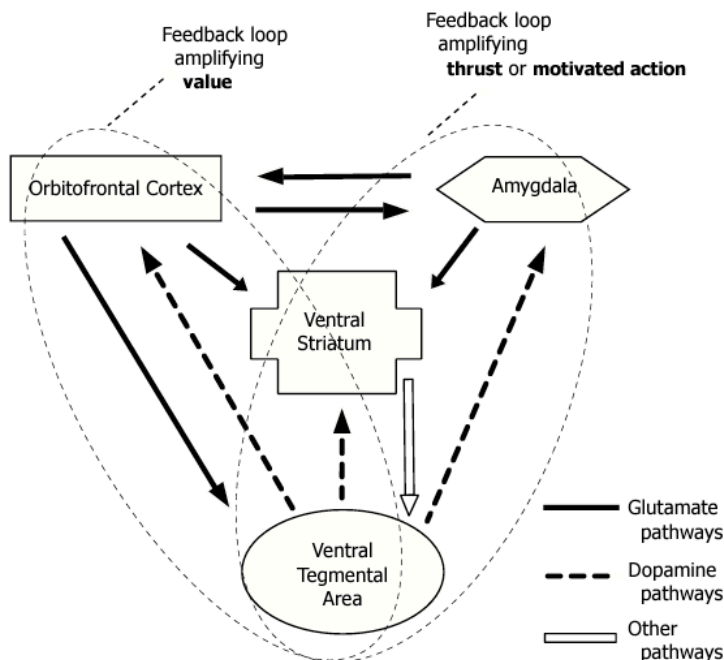 Feedback loop
amplifying
value
Feedback loop
amplifying
thrust or motivated action
Orbitofrontal Cortex
Amygdala
Ventral
Striatum
Ventral
Tegmental
Area
Glutamate
pathways
Dopamine
pathways
Other
pathways